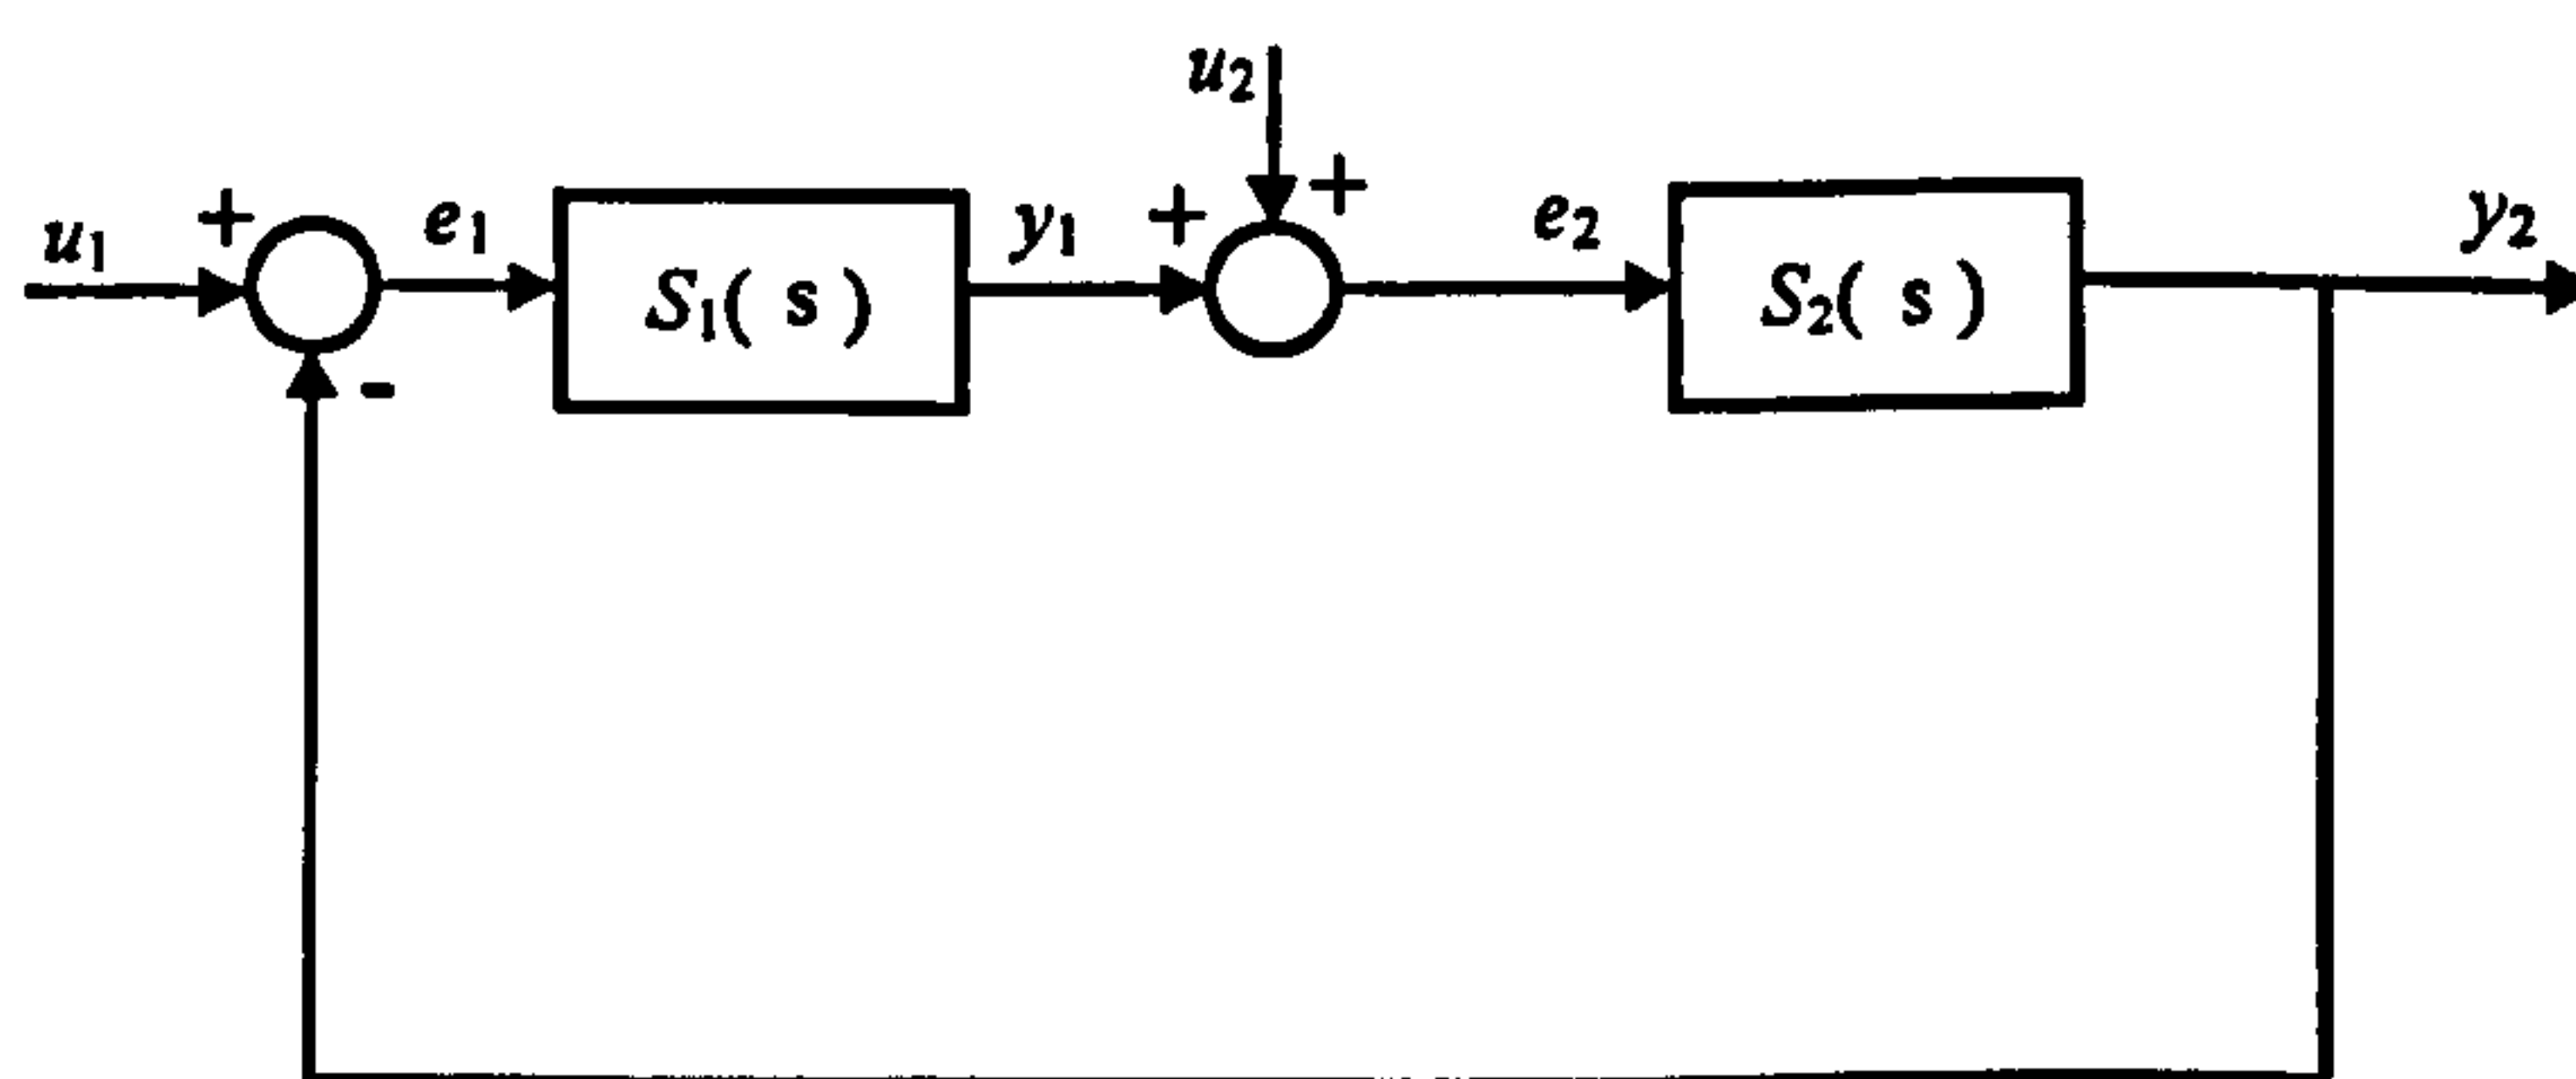 u₂
+
+
u₁
e₁
S₁( s )
y₁
+
e₂
S₂( s )
y₂
-